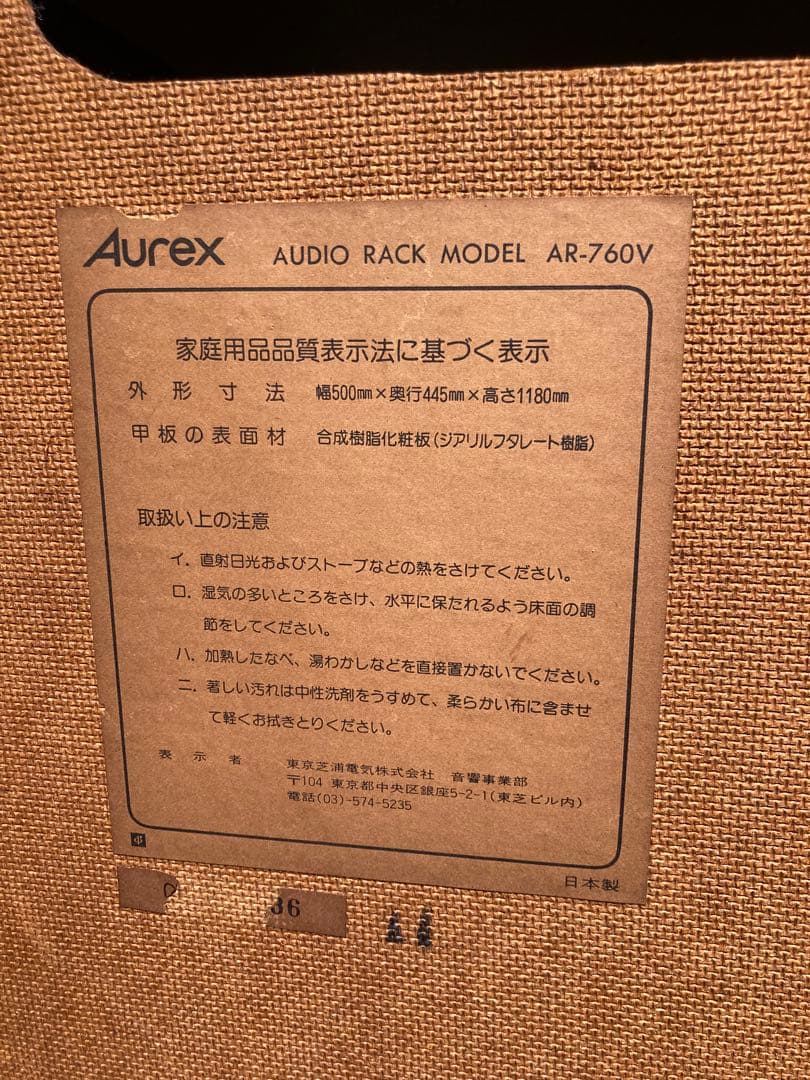 Aurex AUDIO RACK MODEL AR-760V
家庭用品品質表示法に基づく表示
外形寸法 幅500㎜×奥行445㎜×高さ1180㎜
甲板の表面材 合成樹脂化粧板(ジアリルフタレート樹脂)
取扱い上の注意
イ. 直射日光およびストーブなどの熱をさけてください。
ロ. 湿気の多いところをさけ、水平に保たれるよう床面の調
節をしてください。
ハ. 加熱したなべ、湯わかしなどを直接置かないでください。
ニ. 著しい汚れは中性洗剤をうすめて、柔らかい布に含ませ
て軽くお拭きとりください。
表示者 東京芝浦電気株式会社 音響事業部
〒104 東京都中央区銀座5-2-1(東芝ビル内)
電話(03)-574-5235
日本製
36